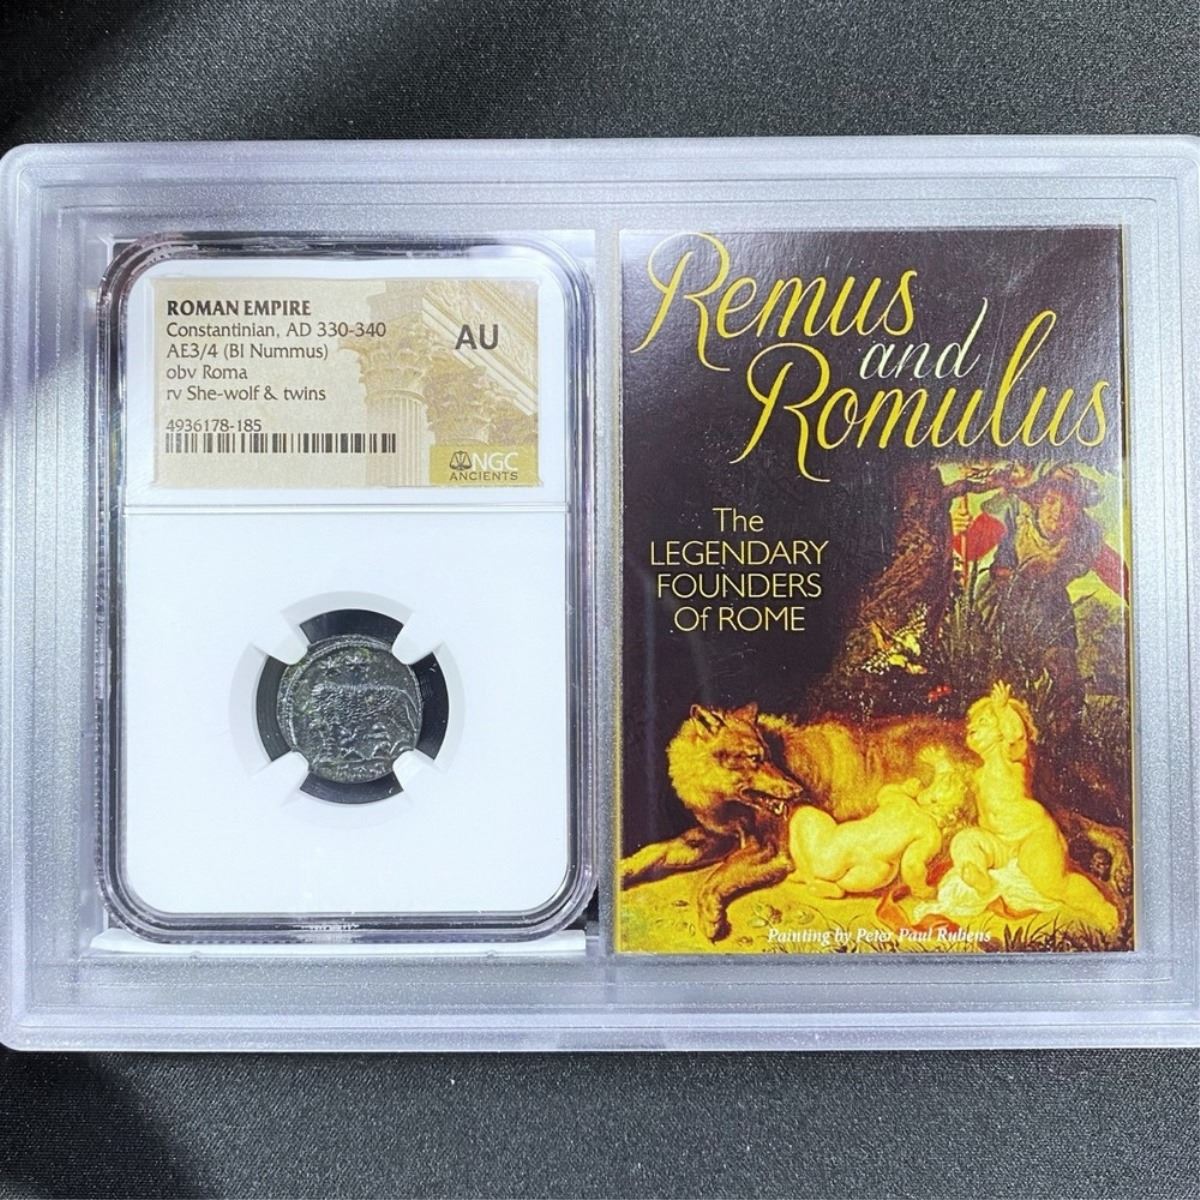 ROMAN EMPIRE
Constantinian, AD 330-340
AE3/4 (BI Nummus)
obv Roma
rv She-wolf & twins
4936178-185
AU
NGC
ANCIENTS
Remus
and
Romulus
The
LEGENDARY
FOUNDERS
Of ROME
Painting by Peter Paul Rubens